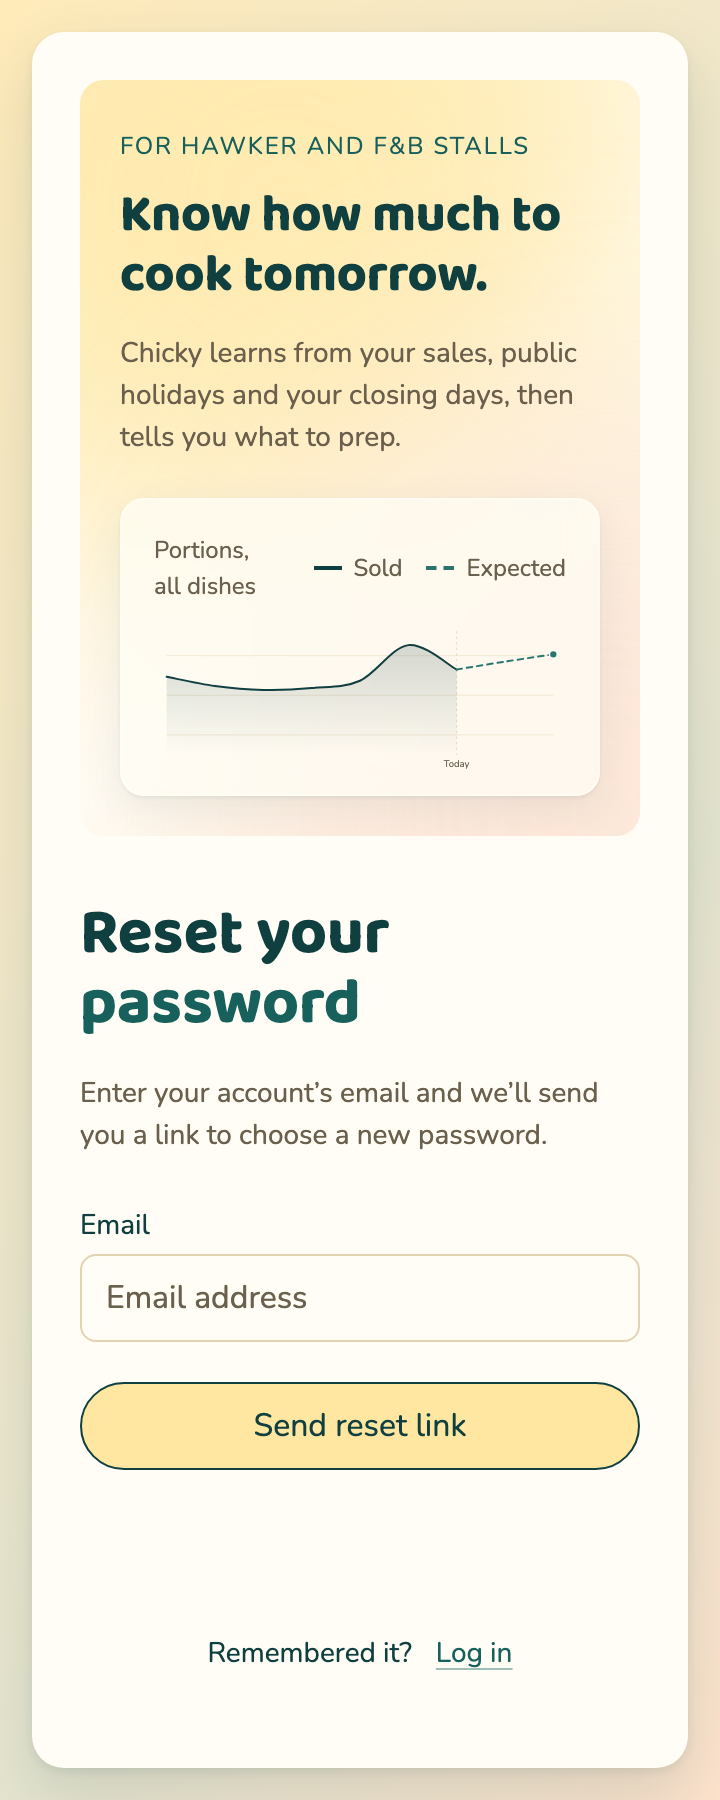 FOR HAWKER AND F&B STALLS
Know how much to
cook tomorrow.
Chicky learns from your sales, public
holidays and your closing days, then
tells you what to prep.
Portions,
all dishes
Sold
Expected
Today
Reset your
password
Enter your account’s email and we’ll send
you a link to choose a new password.
Email
Email address
Send reset link
Remembered it? Log in